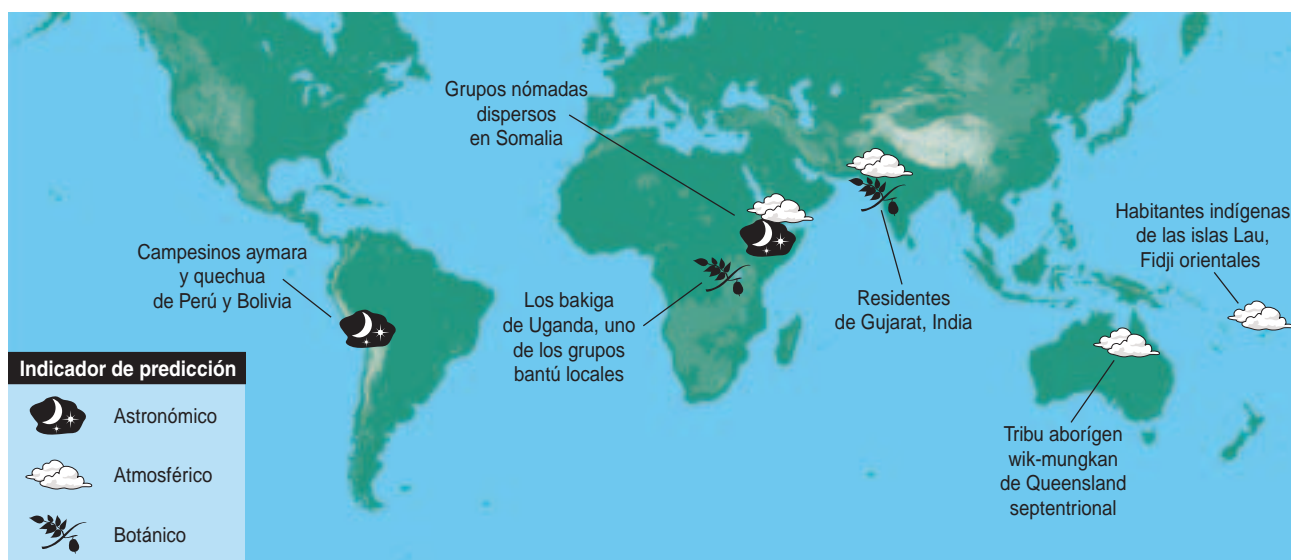 Grupos nómadas
dispersos
en Somalia
Habitantes indígenas
de las islas Lau,
Fidji orientales
Campesinos aymara
y quechua
de Perú y Bolivia
Los bakiga
de Uganda, uno
de los grupos
bantú locales
Residentes
de Gujarat, India
Tribu aborígen
wik-mungkan
de Queensland
septentrional
Indicador de predicción
Astronómico
Atmosférico
Botánico